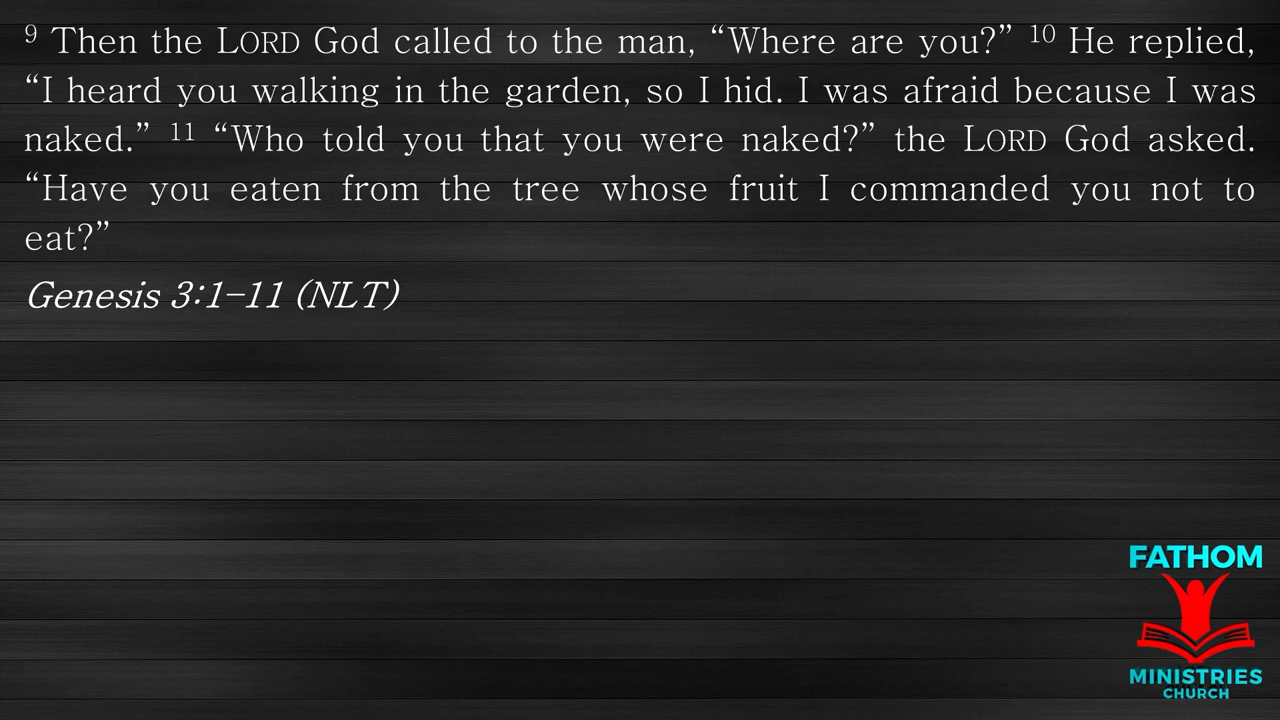 9 Then the LORD God called to the man, “Where are you?” 10 He replied,
“I heard you walking in the garden, so I hid. I was afraid because I was
naked.” 11 “Who told you that you were naked?” the LORD God asked.
“Have you eaten from the tree whose fruit I commanded you not to
eat?”
Genesis 3:1–11 (NLT)
FATHOM
MINISTRIES
CHURCH